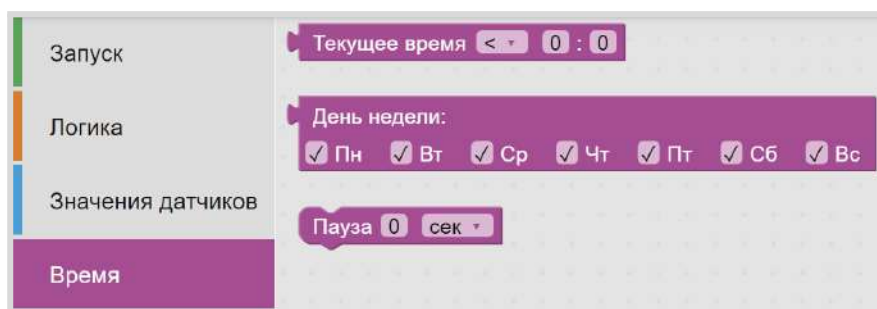 Запуск
Логика
Значения датчиков
Время
Текущее время < 0 : 0
День недели:
Пн Вт Ср Чт Пт Сб Вс
Пауза 0 сек